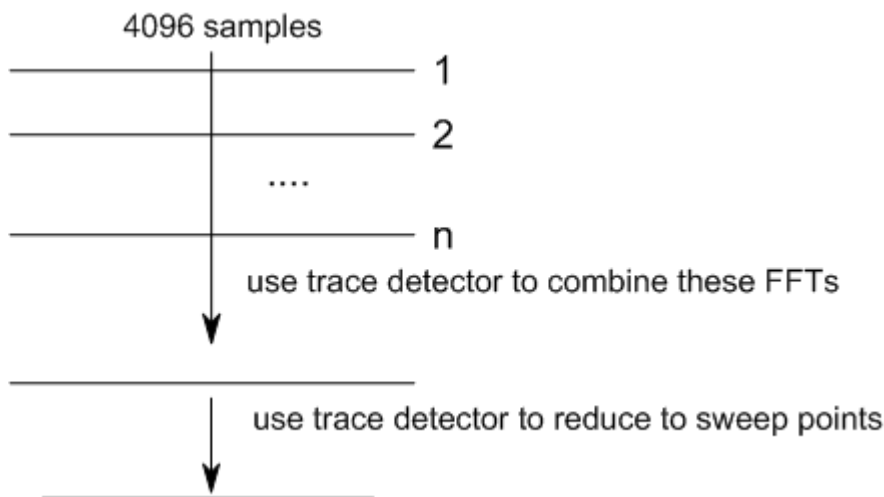 4096 samples
1
2
....
n
use trace detector to combine these FFTs
use trace detector to reduce to sweep points